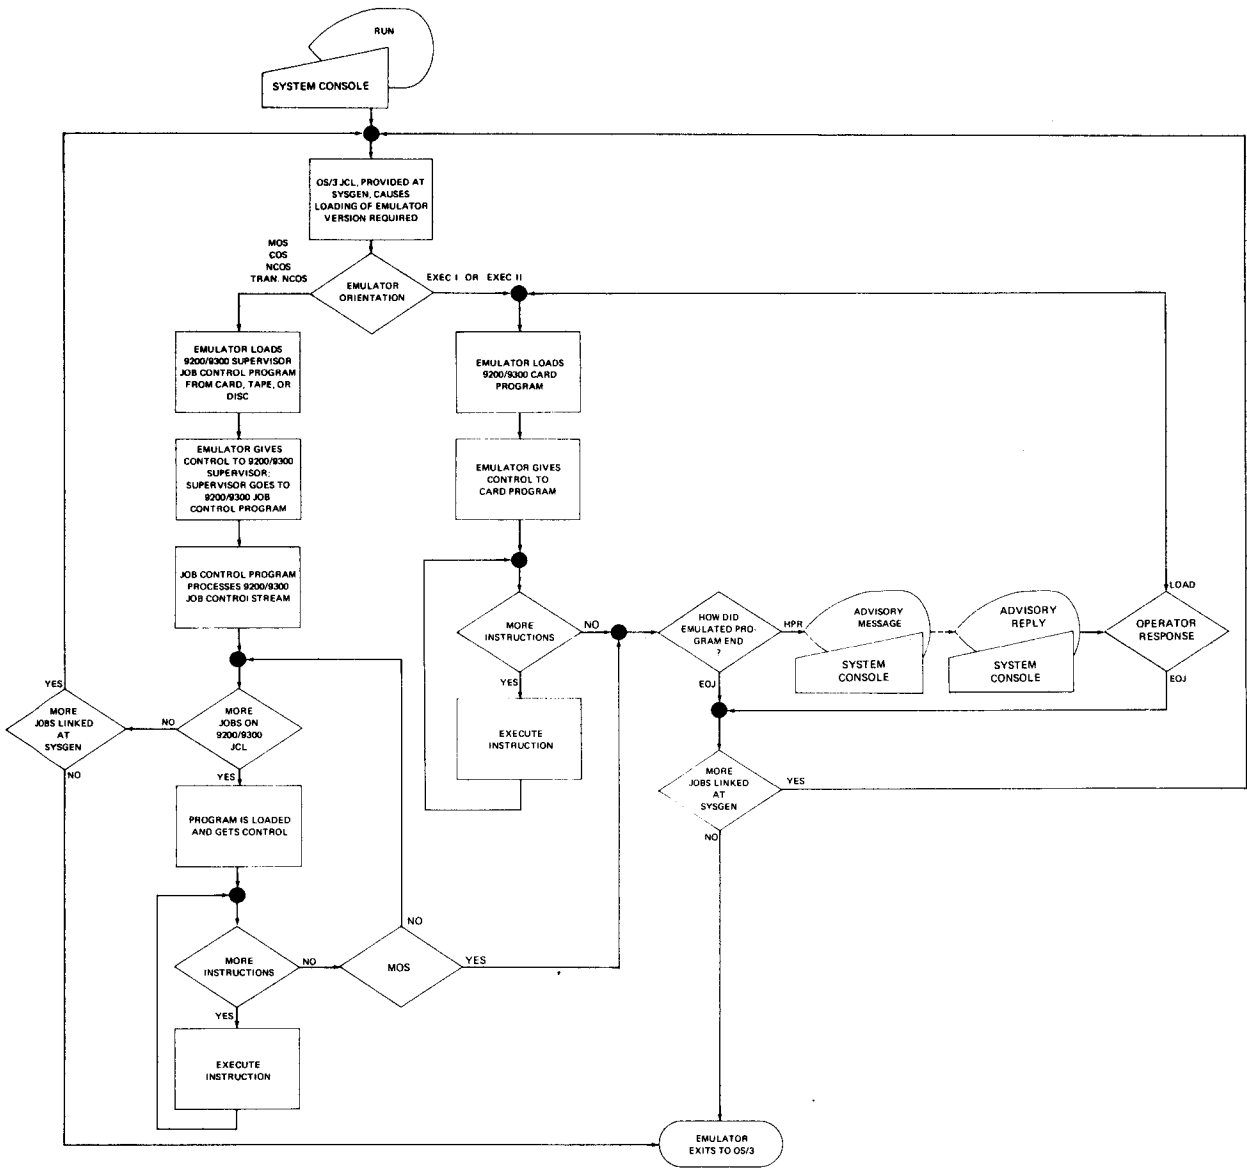 RUN
SYSTEM CONSOLE
OS/3 JCL, PROVIDED AT
SYSGEN, CAUSES
LOADING OF EMULATOR
VERSION REQUIRED
MOS
COS
NCOS
TRAN. NCOS
EMULATOR
ORIENTATION
EXEC I OR EXEC II
EMULATOR LOADS
9200/9300 SUPERVISOR
JOB CONTROL PROGRAM
FROM CARD, TAPE, OR
DISC
EMULATOR LOADS
9200/9300 CARD
PROGRAM
EMULATOR GIVES
CONTROL TO 9200/9300
SUPERVISOR;
SUPERVISOR GOES TO
9200/9300 JOB
CONTROL PROGRAM
EMULATOR GIVES
CONTROL TO
CARD PROGRAM
JOB CONTROL PROGRAM
PROCESSES 9200/9300
JOB CONTROL STREAM
MORE
INSTRUCTIONS
NO
YES
EXECUTE
INSTRUCTION
HOW DID
EMULATED PRO-
GRAM END
?
HPR
EOJ
ADVISORY
MESSAGE
SYSTEM
CONSOLE
ADVISORY
REPLY
SYSTEM
CONSOLE
LOAD
OPERATOR
RESPONSE
EOJ
YES
MORE
JOBS LINKED
AT
SYSGEN
NO
NO
MORE
JOBS ON
9200/9300
JCL
YES
MORE
JOBS LINKED
AT
SYSGEN
YES
NO
PROGRAM IS LOADED
AND GETS CONTROL
MORE
INSTRUCTIONS
NO
YES
NO
MOS
YES
EXECUTE
INSTRUCTION
EMULATOR
EXITS TO OS/3